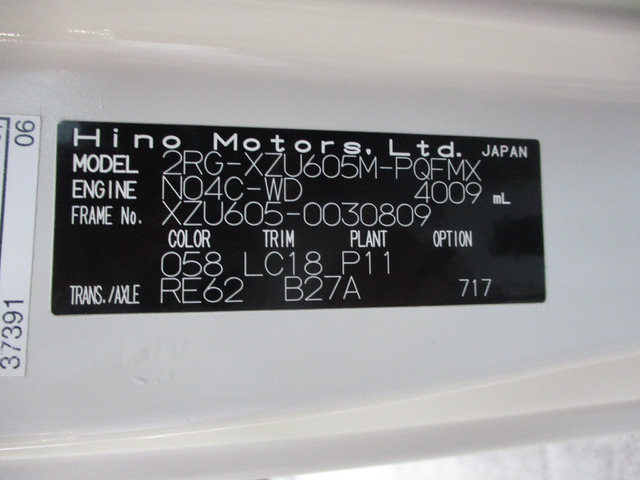 Hino Motors, Ltd. JAPAN
MODEL 2RG-XZU605M-PQFMX
ENGINE N04C-WD 4009 mL
FRAME No. XZU605-0030809
COLOR TRIM PLANT OPTION
058 LC18 P11
TRANS./AXLE RE62 B27A 717
06
37391